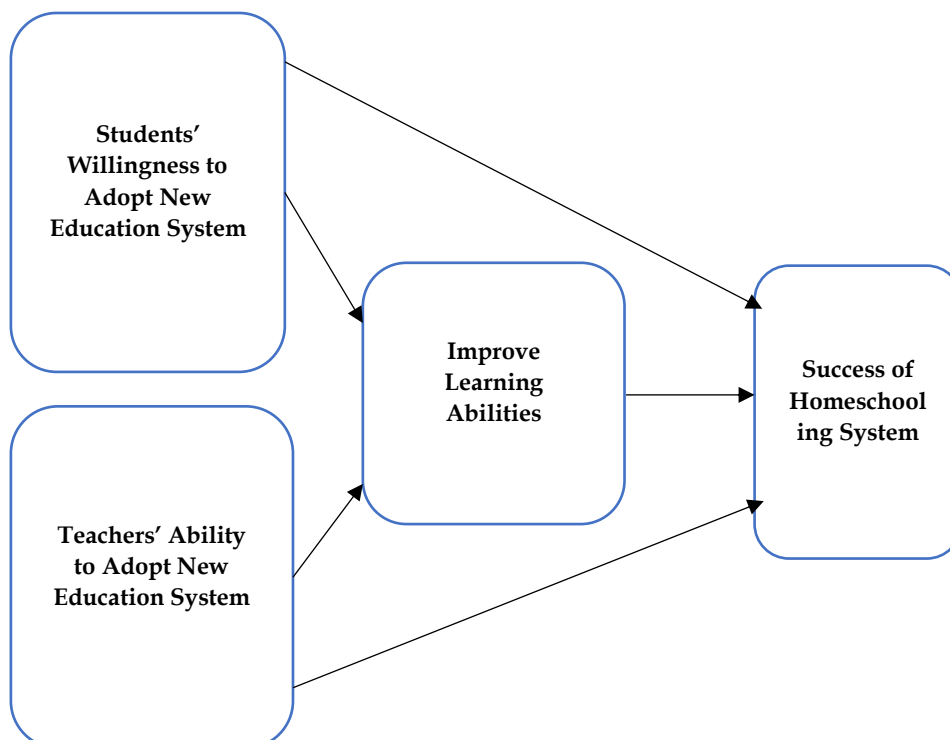 Students’
Willingness to
Adopt New
Education System
Improve
Learning
Abilities
Success of
Homeschool
ing System
Teachers’ Ability
to Adopt New
Education System